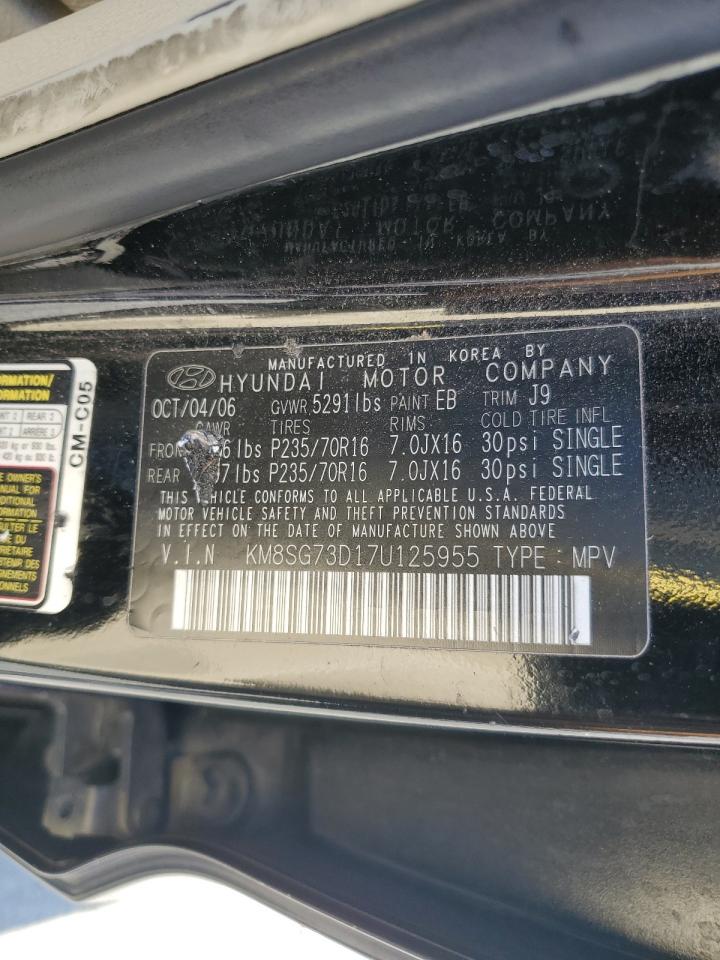 MANUFACTURED IN KOREA BY
HYUNDAI MOTOR COMPANY
OCT/04/06 GVWR 5291lbs PAINT EB TRIM J9
GAWR TIRES RIMS COLD TIRE INFL
FRONT lbs P235/70R16 7.0JX16 30psi SINGLE
REAR lbs P235/70R16 7.0JX16 30psi SINGLE
THIS VEHICLE CONFORMS TO ALL APPLICABLE U.S.A. FEDERAL
MOTOR VEHICLE SAFETY AND THEFT PREVENTION STANDARDS
IN EFFECT ON THE DATE OF MANUFACTURE SHOWN ABOVE
V.I.N KM8SG73D17U125955 TYPE : MPV
CM-C05